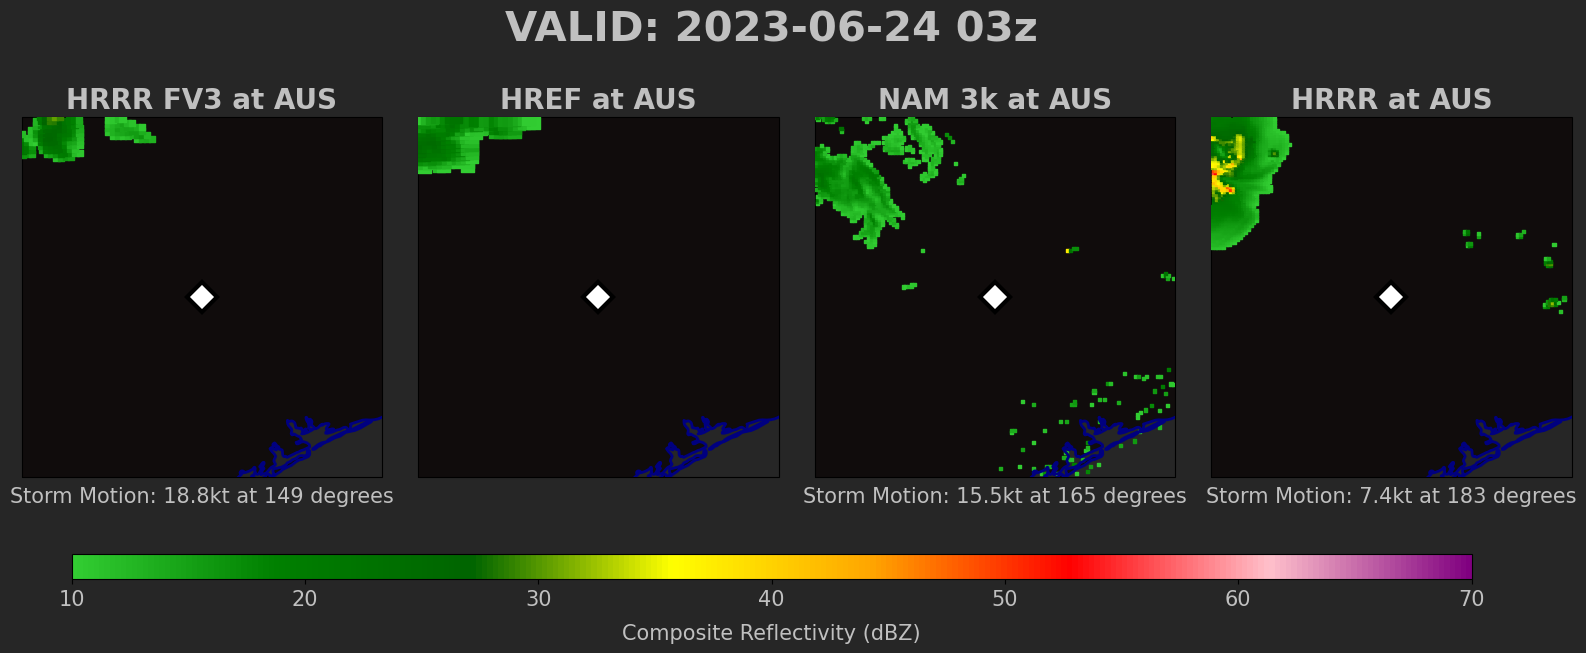 VALID: 2023-06-24 03z
HRRR FV3 at AUS
HREF at AUS
NAM 3k at AUS
HRRR at AUS
Storm Motion: 18.8kt at 149 degrees
Storm Motion: 15.5kt at 165 degrees
Storm Motion: 7.4kt at 183 degrees
10 20 30 40 50 60 70
Composite Reflectivity (dBZ)